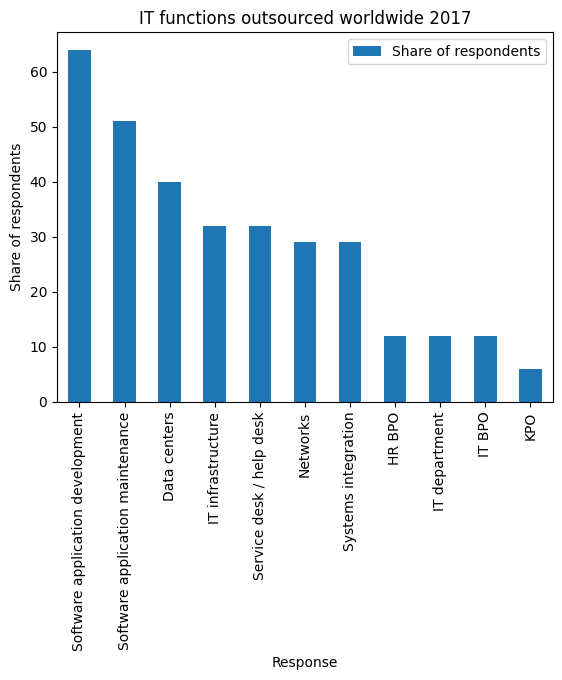 IT functions outsourced worldwide 2017
Share of respondents
Share of respondents
60
50
40
30
20
10
0
Software application development
Software application maintenance
Data centers
IT infrastructure
Service desk / help desk
Networks
Systems integration
HR BPO
IT department
IT BPO
KPO
Response